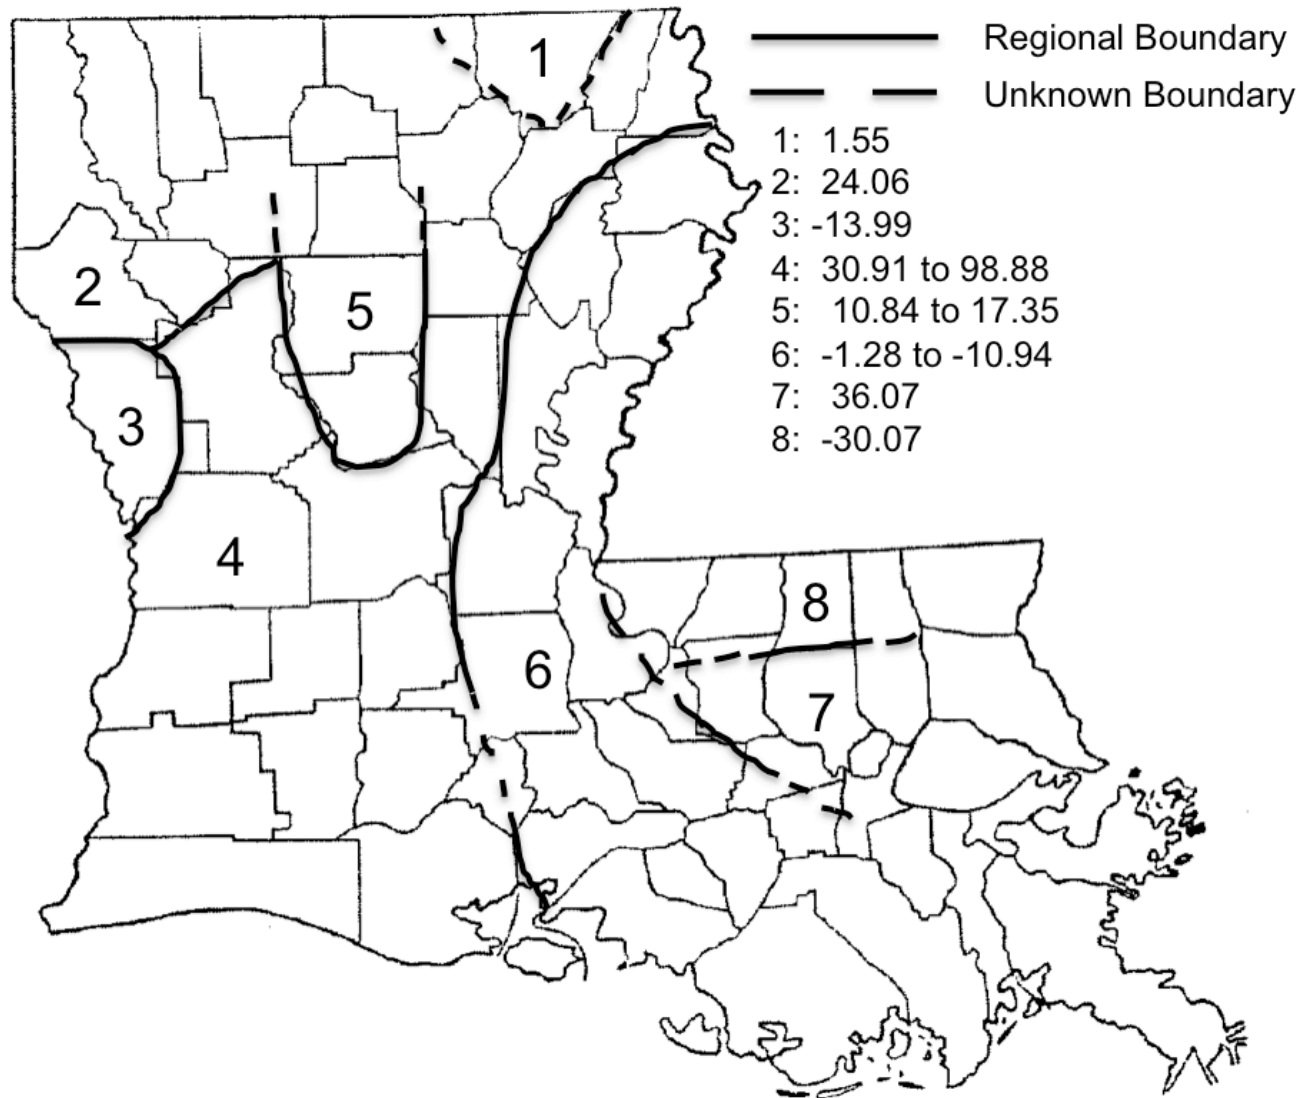 1
Regional Boundary
Unknown Boundary
1: 1.55
2: 24.06
3: -13.99
4: 30.91 to 98.88
5: 10.84 to 17.35
6: -1.28 to -10.94
7: 36.07
8: -30.07
2
5
3
4
8
6
7